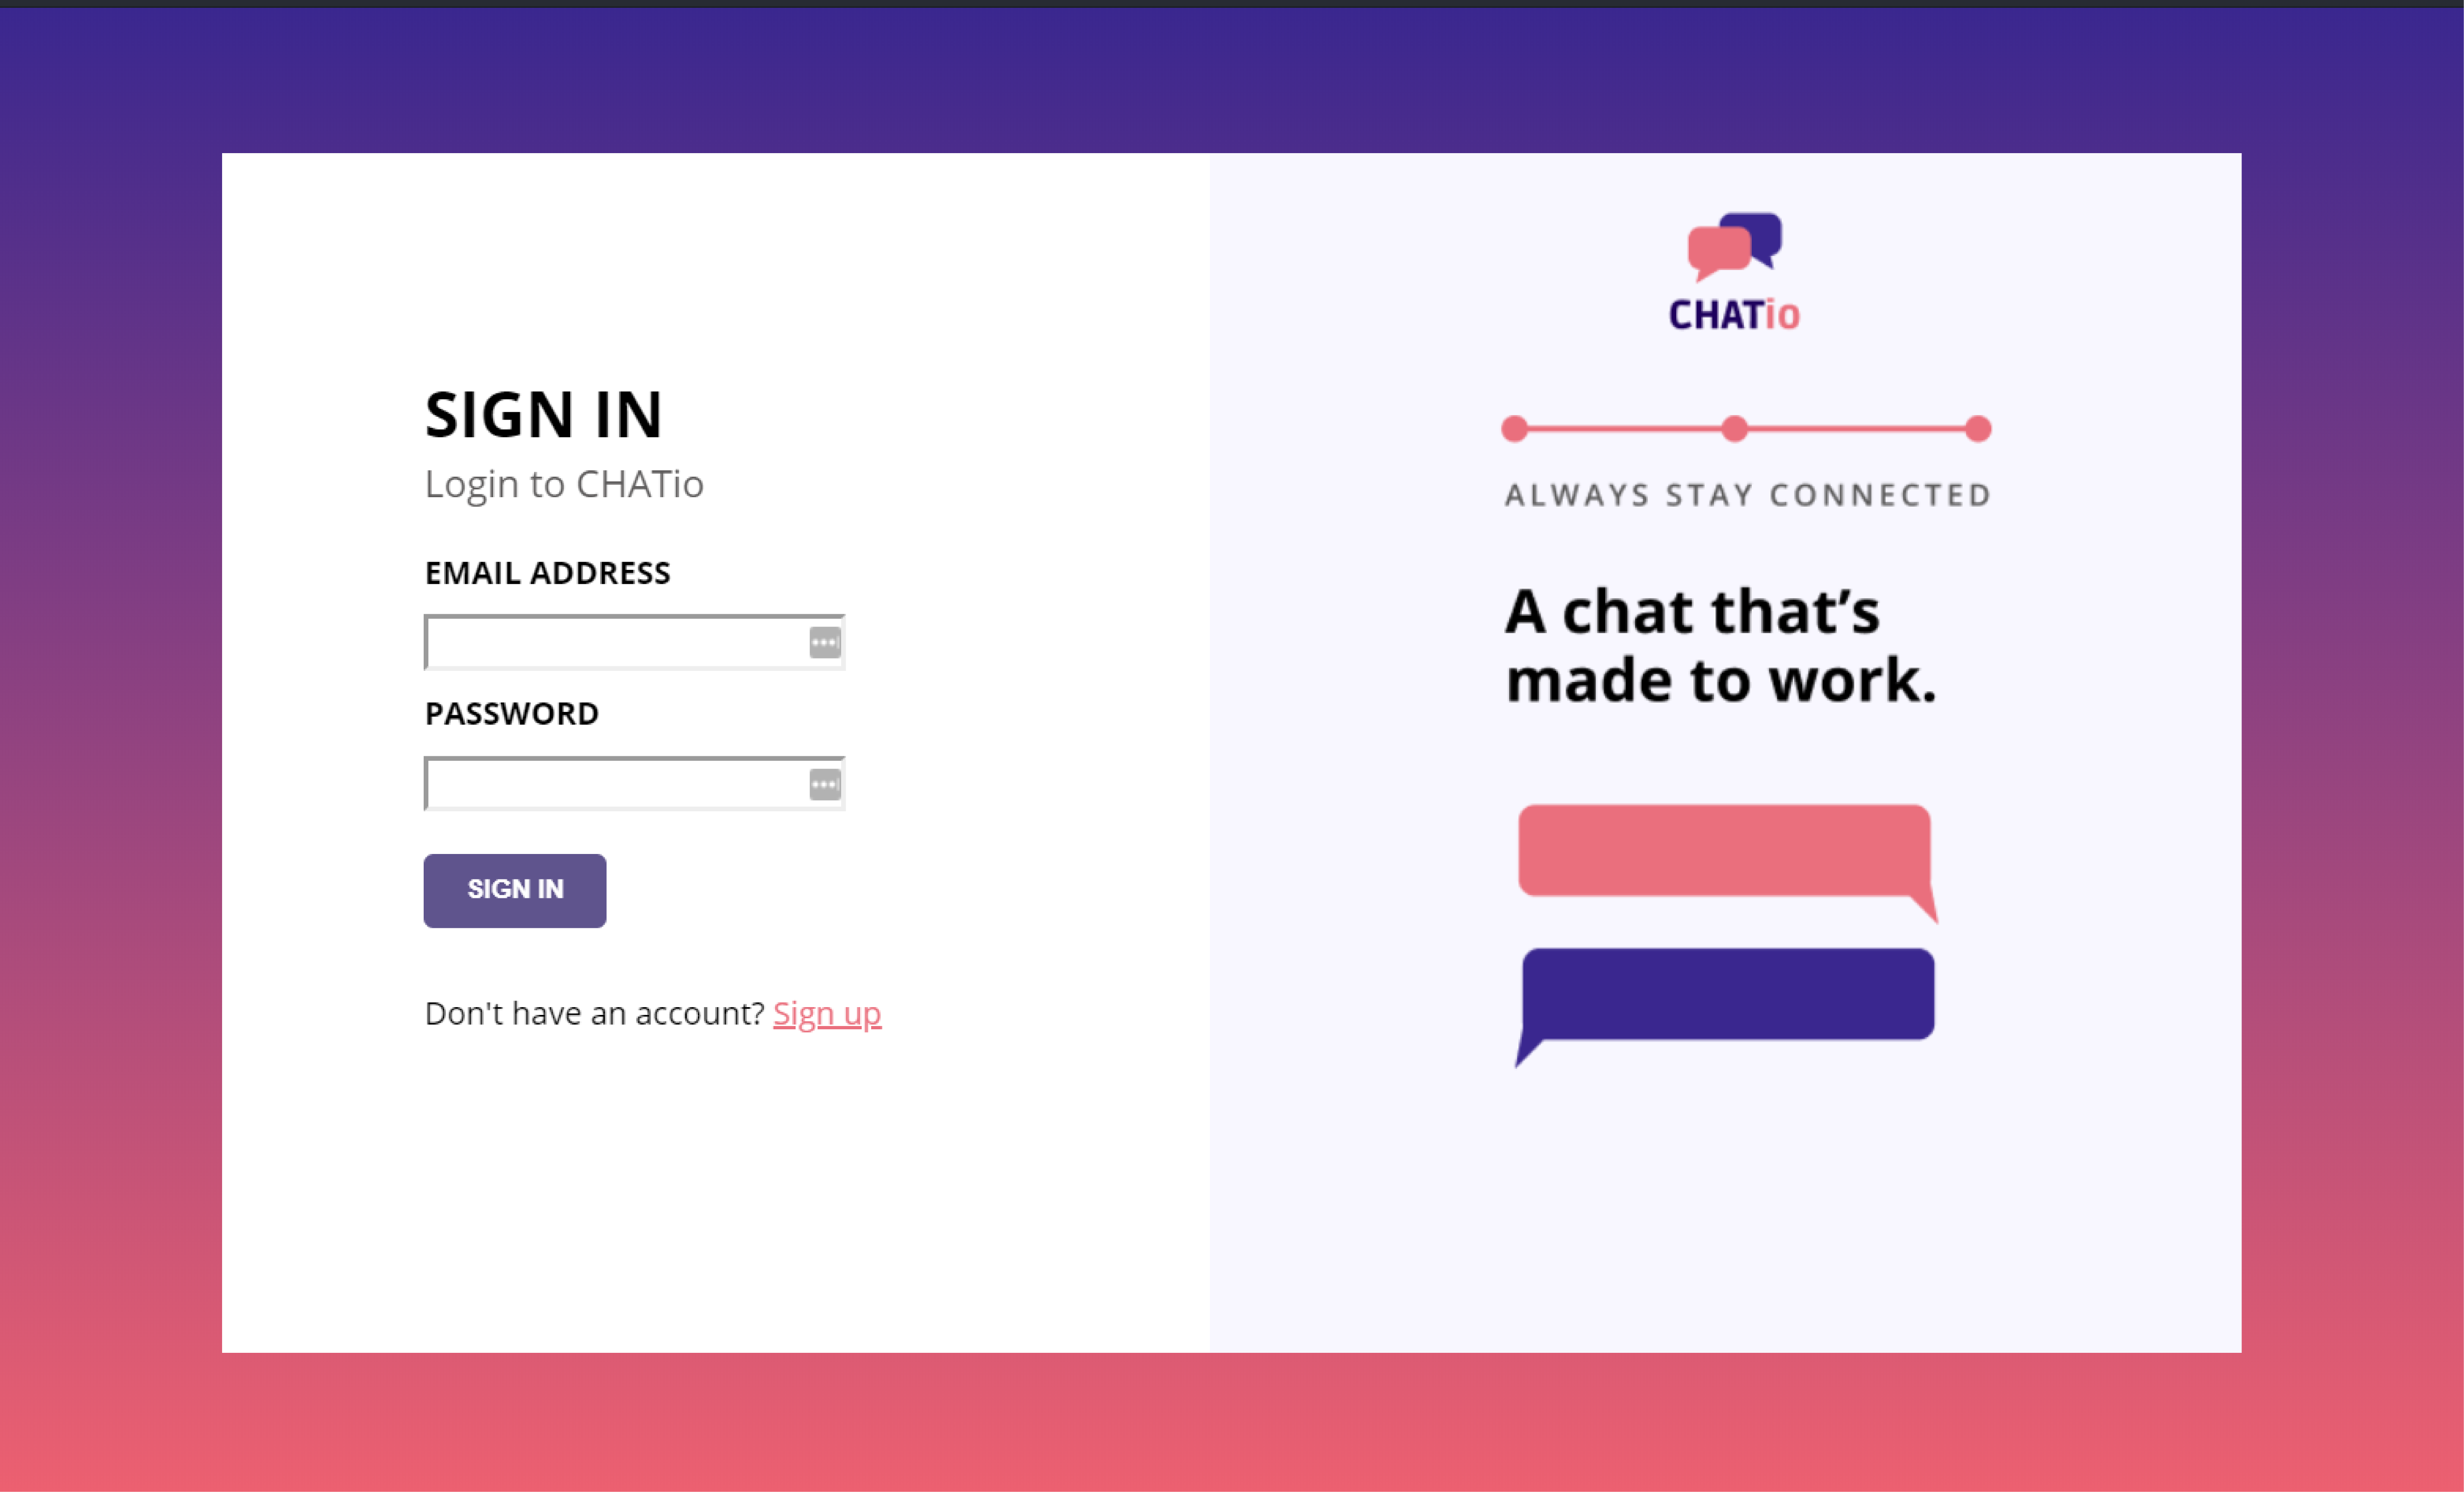 SIGN IN
Login to CHATio
EMAIL ADDRESS
PASSWORD
SIGN IN
Don't have an account? Sign up
CHATio
ALWAYS STAY CONNECTED
A chat that’s
made to work.